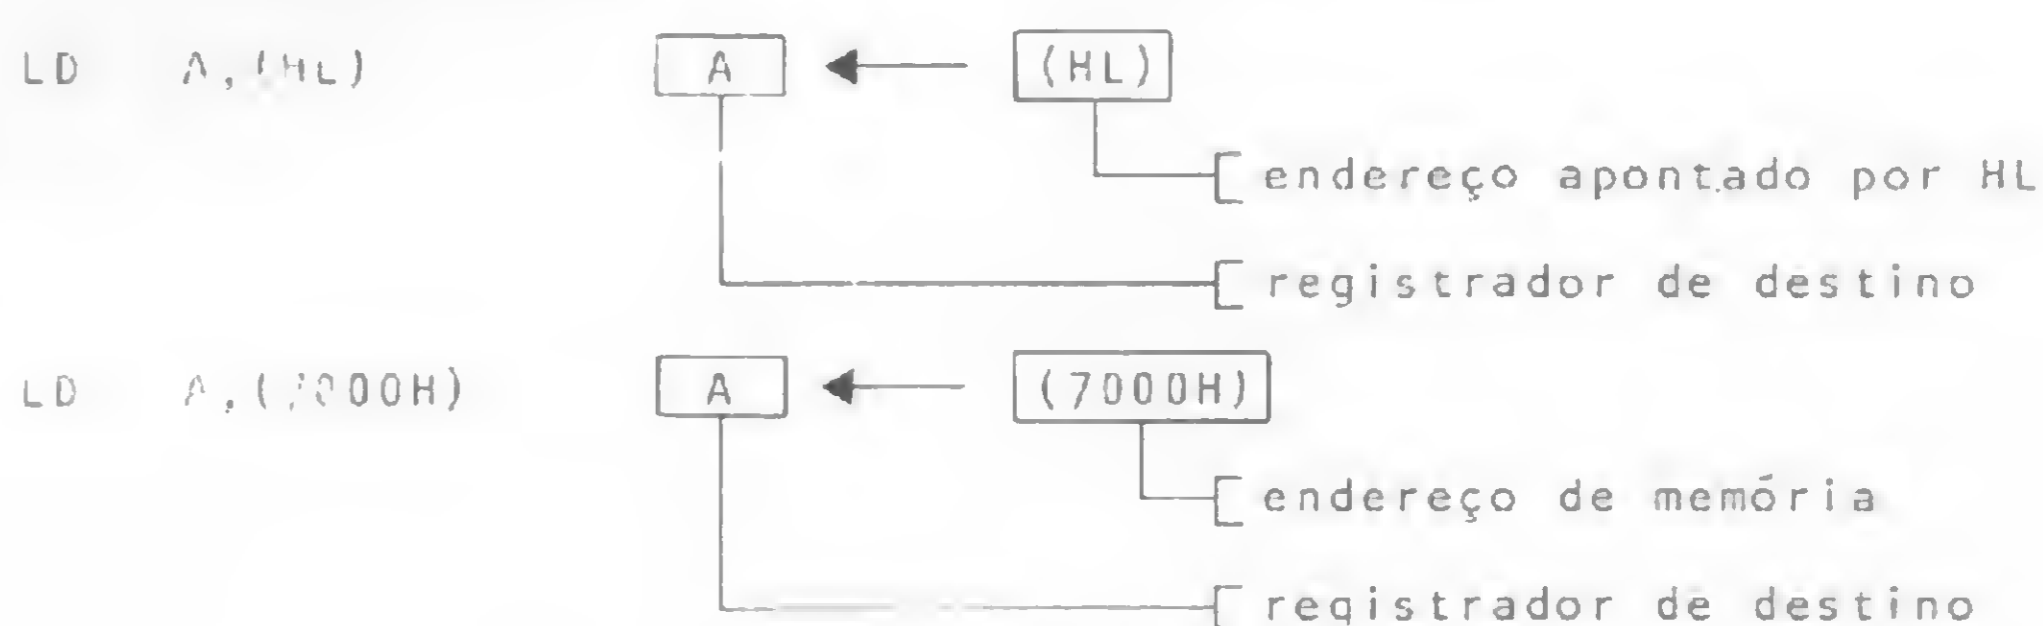 LD A,(HL) A (HL)
endereço apontado por HL
registrador de destino
LD A,(7000H) A (7000H)
endereço de memória
registrador de destino